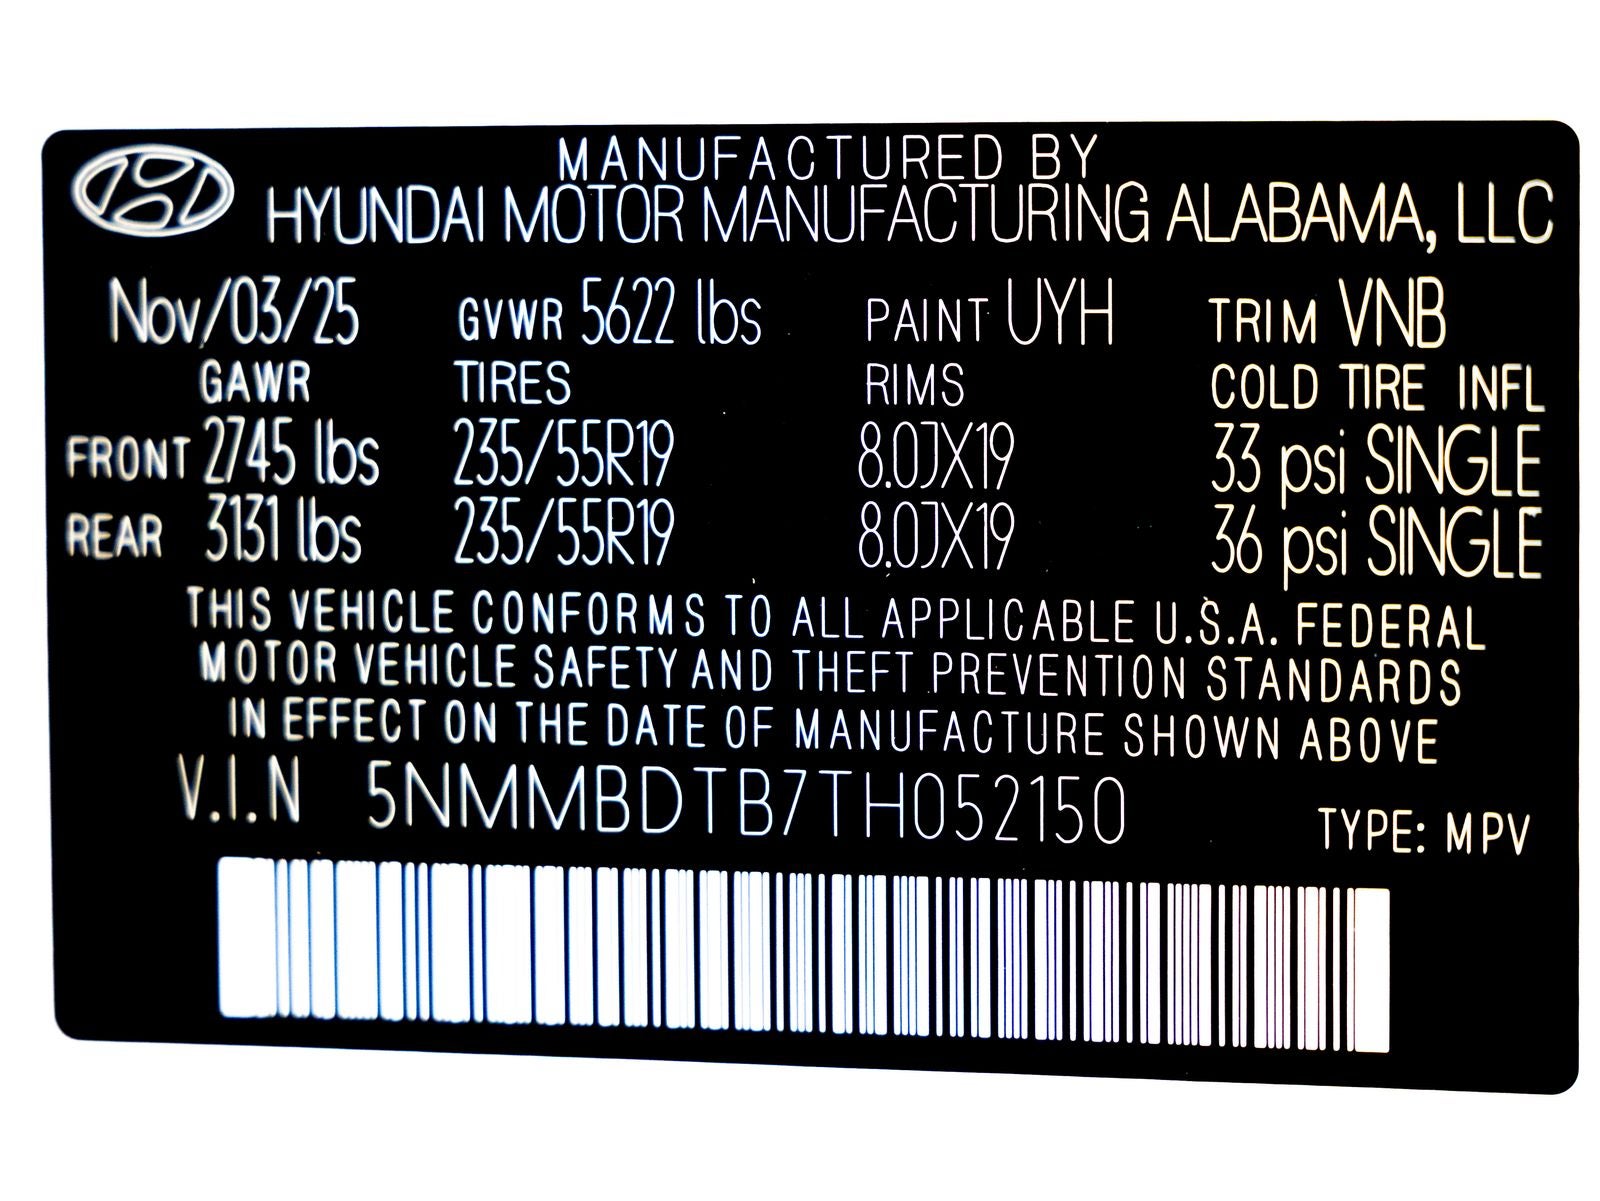 MANUFACTURED BY
HYUNDAI MOTOR MANUFACTURING ALABAMA, LLC
Nov/03/25 GVWR 5622 lbs PAINT UYH TRIM VNB
GAWR TIRES RIMS COLD TIRE INFL
FRONT 2745 lbs 235/55R19 8.0JX19 33 psi SINGLE
REAR 3131 lbs 235/55R19 8.0JX19 36 psi SINGLE
THIS VEHICLE CONFORMS TO ALL APPLICABLE U.S.A. FEDERAL
MOTOR VEHICLE SAFETY AND THEFT PREVENTION STANDARDS
IN EFFECT ON THE DATE OF MANUFACTURE SHOWN ABOVE
V.I.N 5NMMBDTB7TH052150
TYPE: MPV